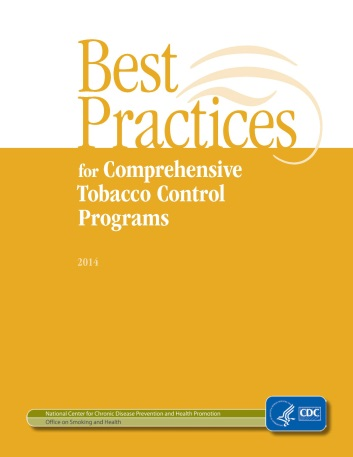 Best
Practices
for Comprehensive
Tobacco Control
Programs
2014
National Center for Chronic Disease Prevention and Health Promotion
Office on Smoking and Health
CDC